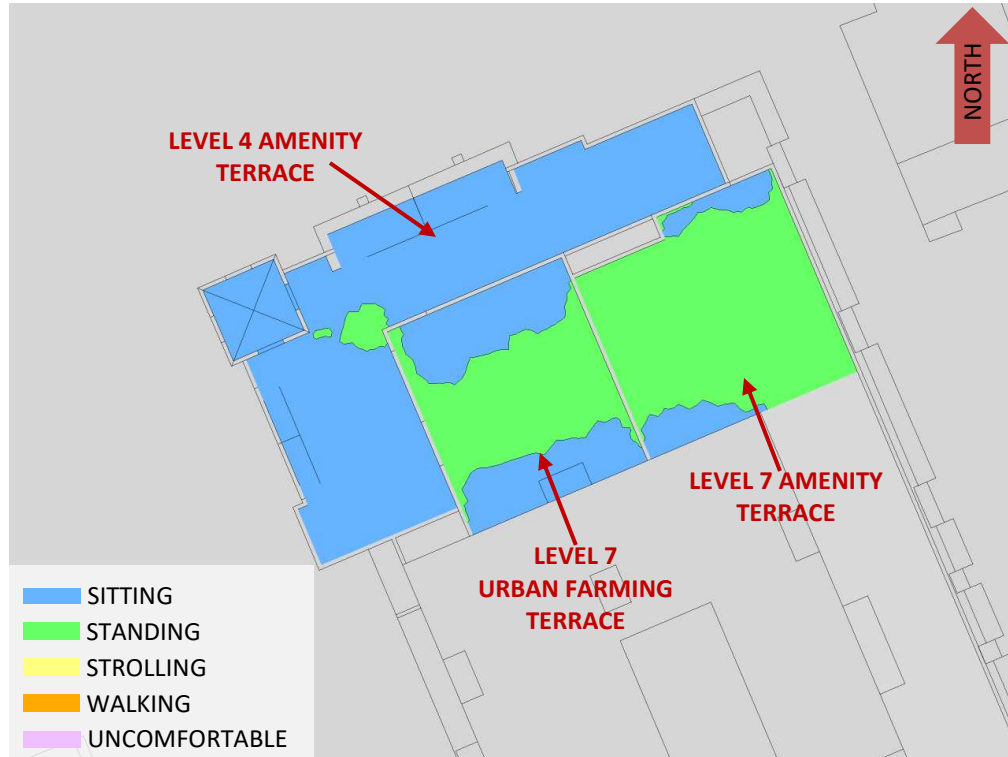 NORTH
LEVEL 4 AMENITY
TERRACE
LEVEL 7 AMENITY
TERRACE
LEVEL 7
URBAN FARMING
TERRACE
SITTING
STANDING
STROLLING
WALKING
UNCOMFORTABLE